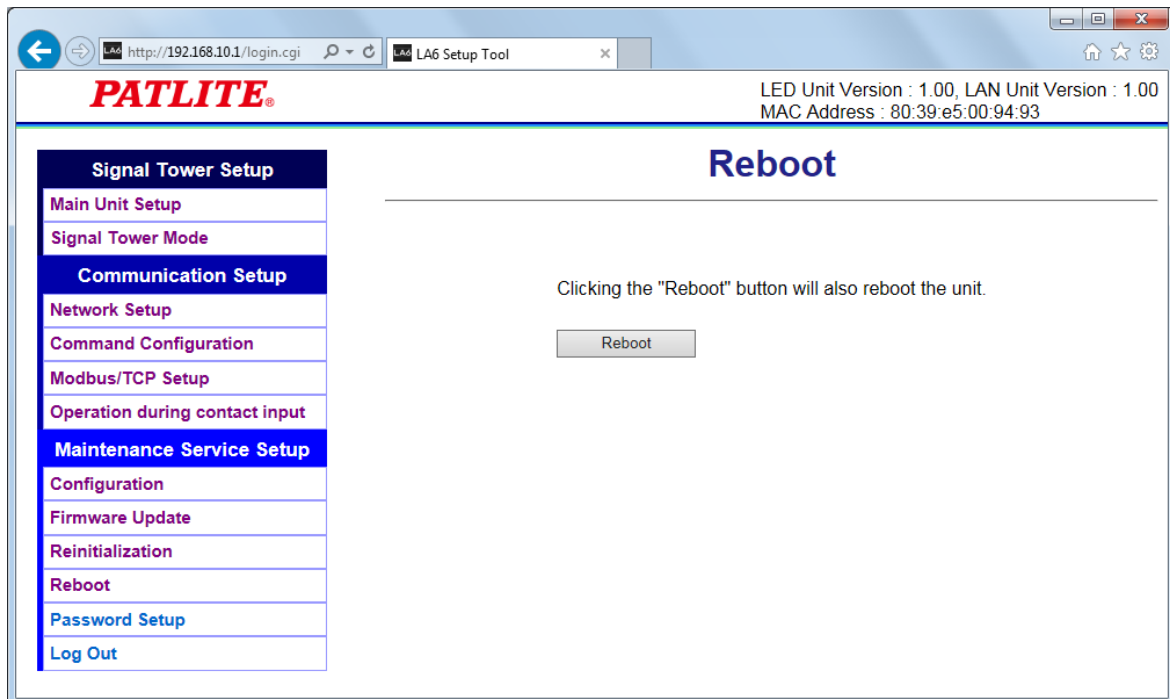 http://192.168.10.1/login.cgi
LA6 LA6 Setup Tool
PATLITE®
LED Unit Version : 1.00, LAN Unit Version : 1.00
MAC Address : 80:39:e5:00:94:93
Signal Tower Setup
Main Unit Setup
Signal Tower Mode
Communication Setup
Network Setup
Command Configuration
Modbus/TCP Setup
Operation during contact input
Maintenance Service Setup
Configuration
Firmware Update
Reinitialization
Reboot
Password Setup
Log Out
Reboot
Clicking the "Reboot" button will also reboot the unit.
Reboot